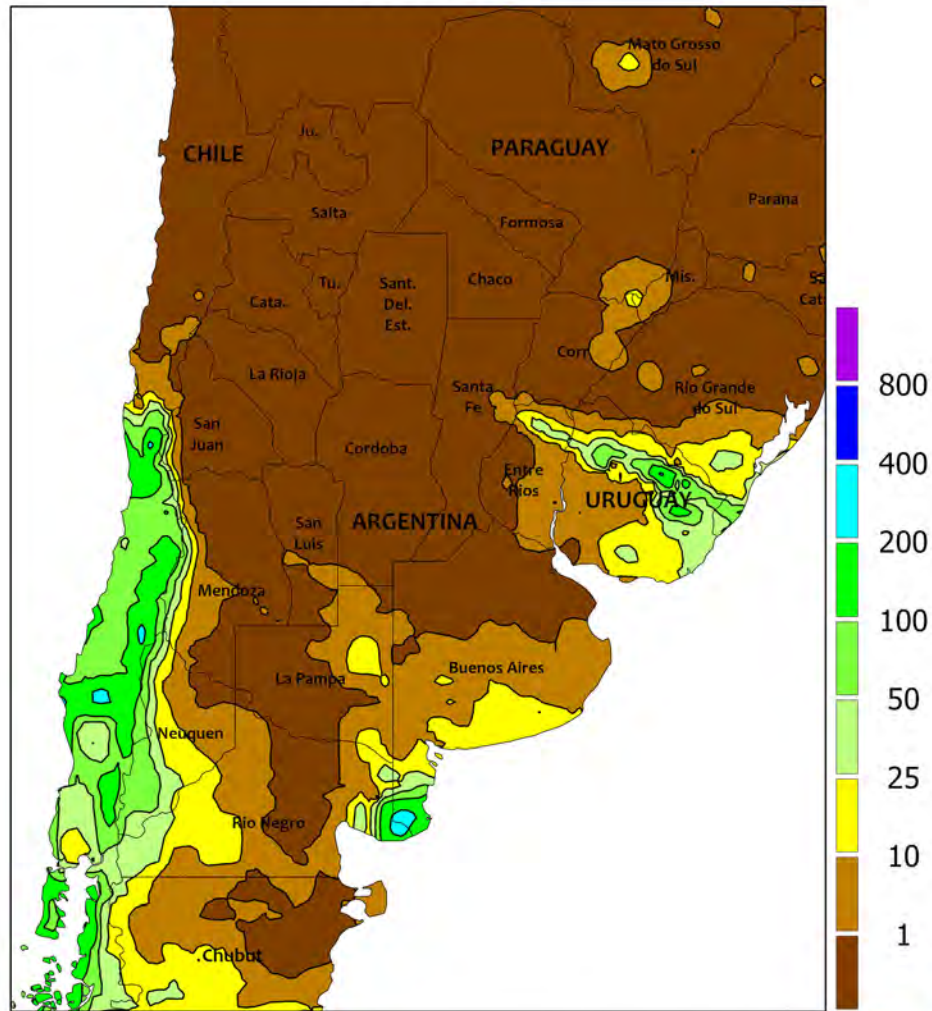 Mato Grosso
do Sul
Ju.
CHILE
PARAGUAY
Parana
Salta
Formosa
Chaco
Mis.
Tu.
Sant.
Del.
Est.
Cata.
Corr
La Rioja
Santa
Fe
Rio Grande
do Sul
San
Juan
Cordoba
Entre
Rios
URUGUAY
ARGENTINA
San
Luis
Mendoza
Buenos Aires
La Pampa
Neuquen
Rio Negro
Chubut
800
400
200
100
50
25
10
1